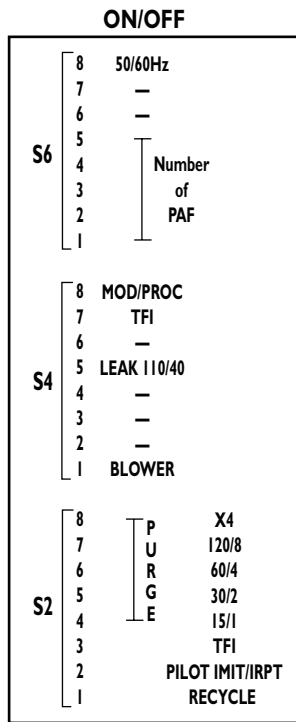 ON/OFF
S6
8 50/60Hz
7 —
6 —
5
4 Number
3 of
2 PAF
1
S4
8 MOD/PROC
7 TFI
6 —
5 LEAK 110/40
4 —
3 —
2 —
1 BLOWER
S2
8 P X4
7 U 120/8
6 R 60/4
5 G 30/2
4 E 15/1
3 TFI
2 PILOT IMIT/IRPT
1 RECYCLE